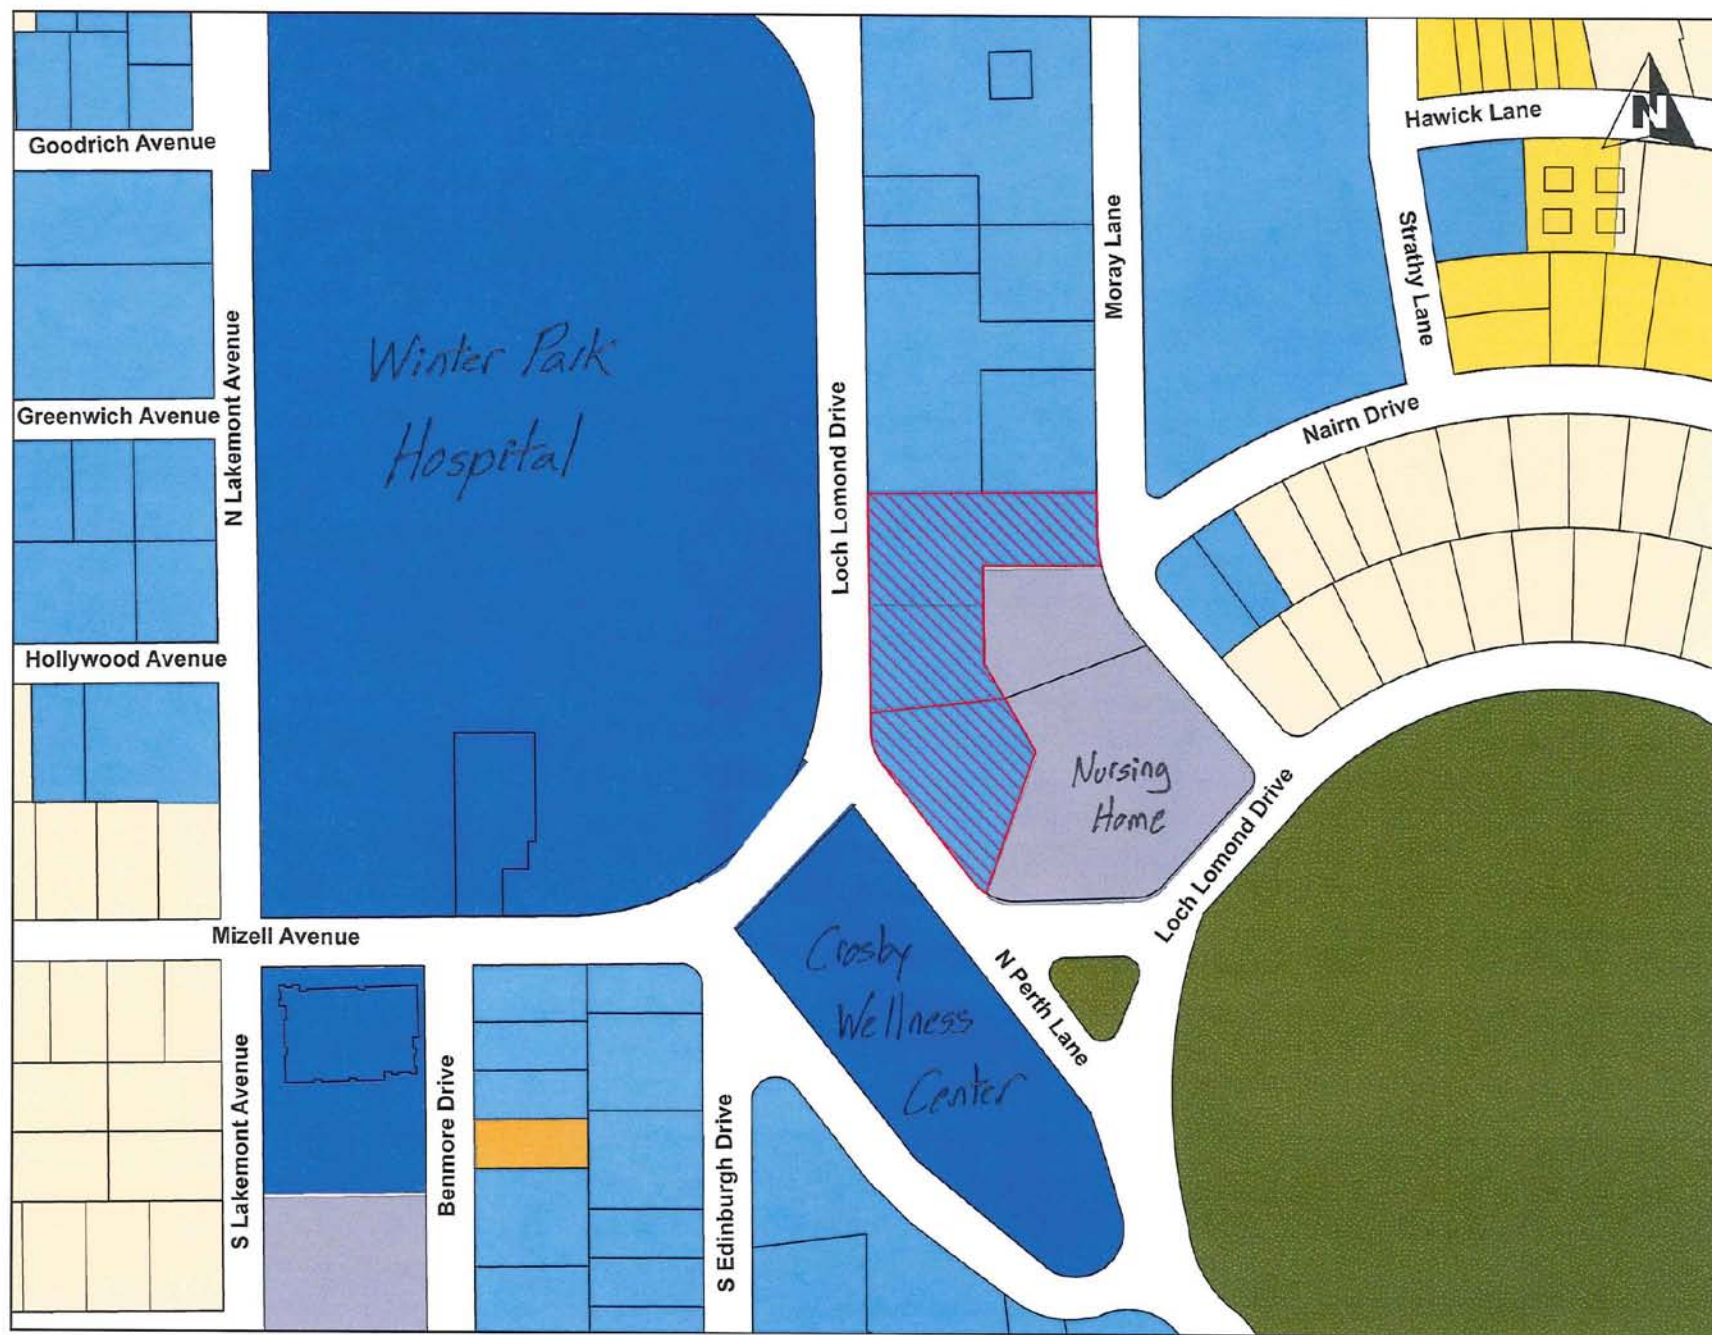 Goodrich Avenue
Hawick Lane
N
Strathy Lane
Moray Lane
N Lakemont Avenue
Winter Park
Hospital
Loch Lomond Drive
Greenwich Avenue
Nairn Drive
Hollywood Avenue
Nursing
Home
Loch Lomond Drive
Mizell Avenue
Crosby
Wellness
Center
N Perth Lane
S Lakemont Avenue
Benmore Drive
S Edinburgh Drive